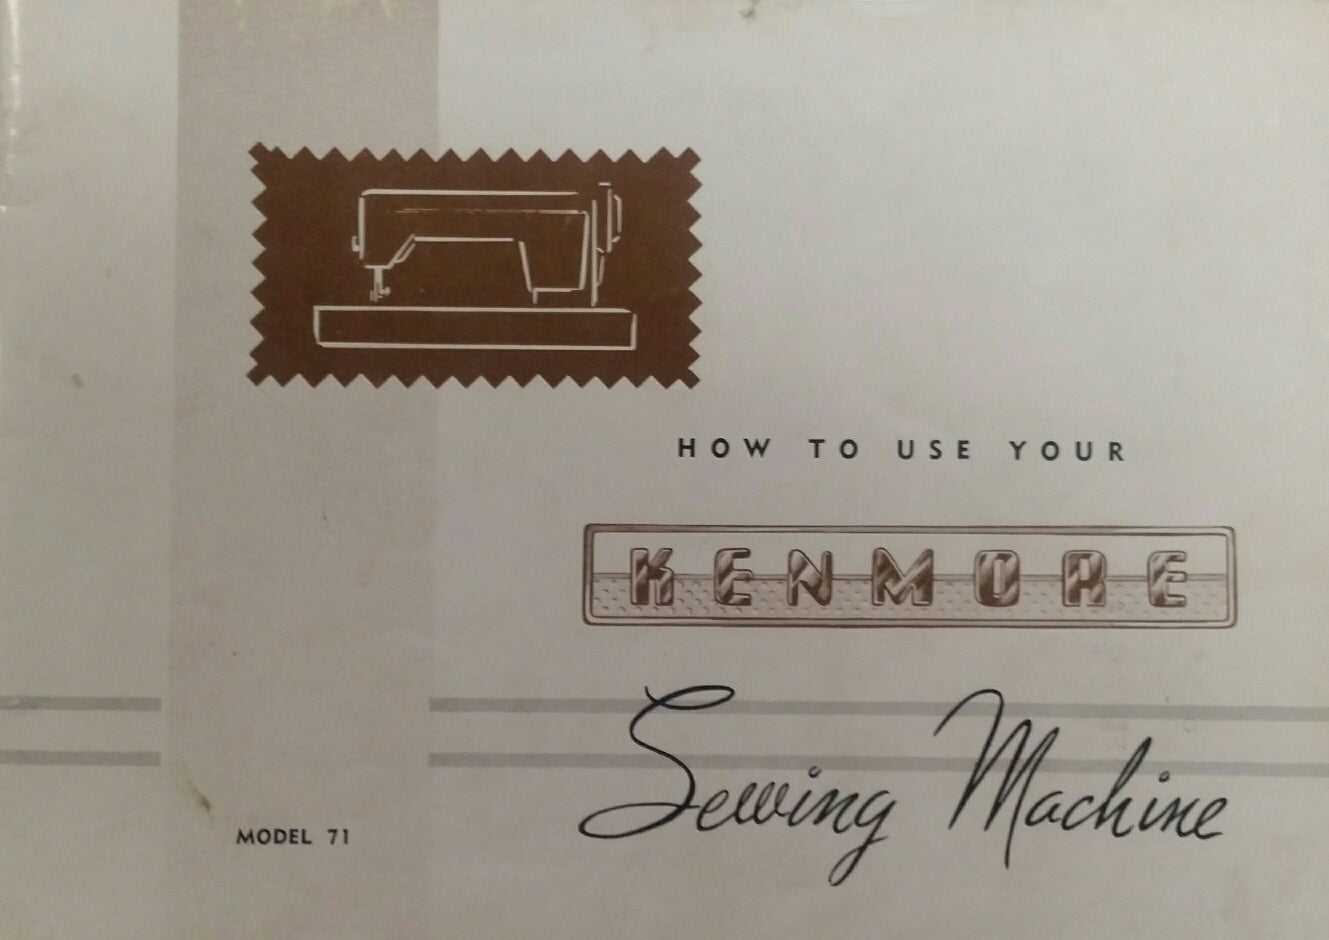 HOW TO USE YOUR
KENMORE
Sewing Machine
MODEL 71